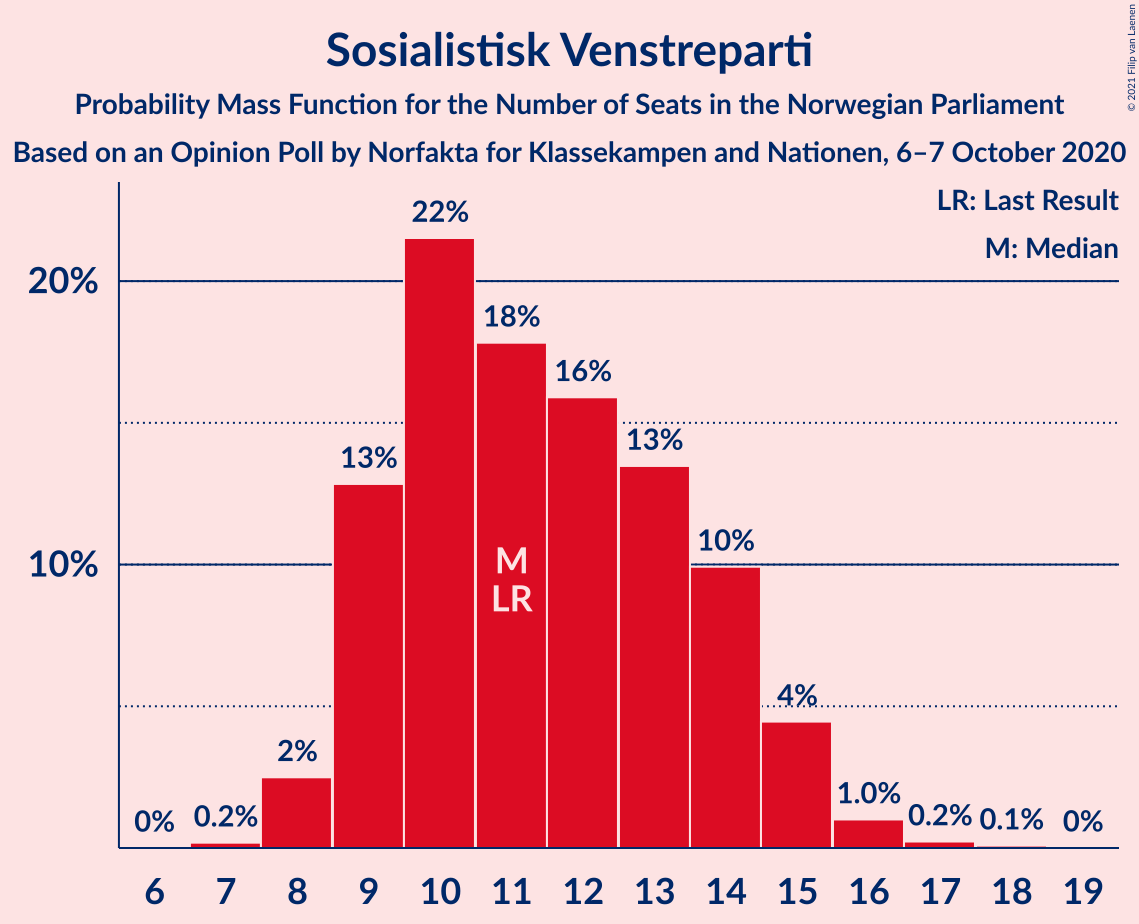 Sosialistisk Venstreparti
Probability Mass Function for the Number of Seats in the Norwegian Parliament
Based on an Opinion Poll by Norfakta for Klassekampen and Nationen, 6–7 October 2020
© 2021 Filip van Laenen
LR: Last Result
M: Median
20%
10%
0%
0.2%
2%
13%
22%
18%
16%
13%
10%
4%
1.0%
0.2%
0.1%
0%
M
LR
6 7 8 9 10 11 12 13 14 15 16 17 18 19